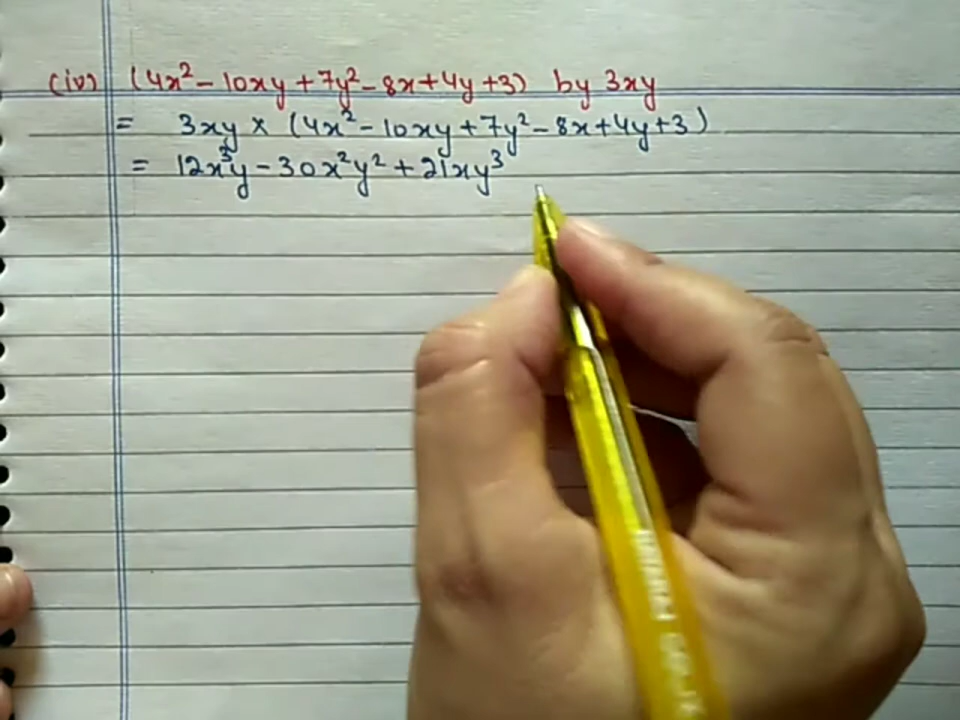 (iv) (4x² - 10xy + 7y² - 8x + 4y + 3) by 3xy
= 3xy × (4x² - 10xy + 7y² - 8x + 4y + 3)
= 12x³y - 30x²y² + 21xy³